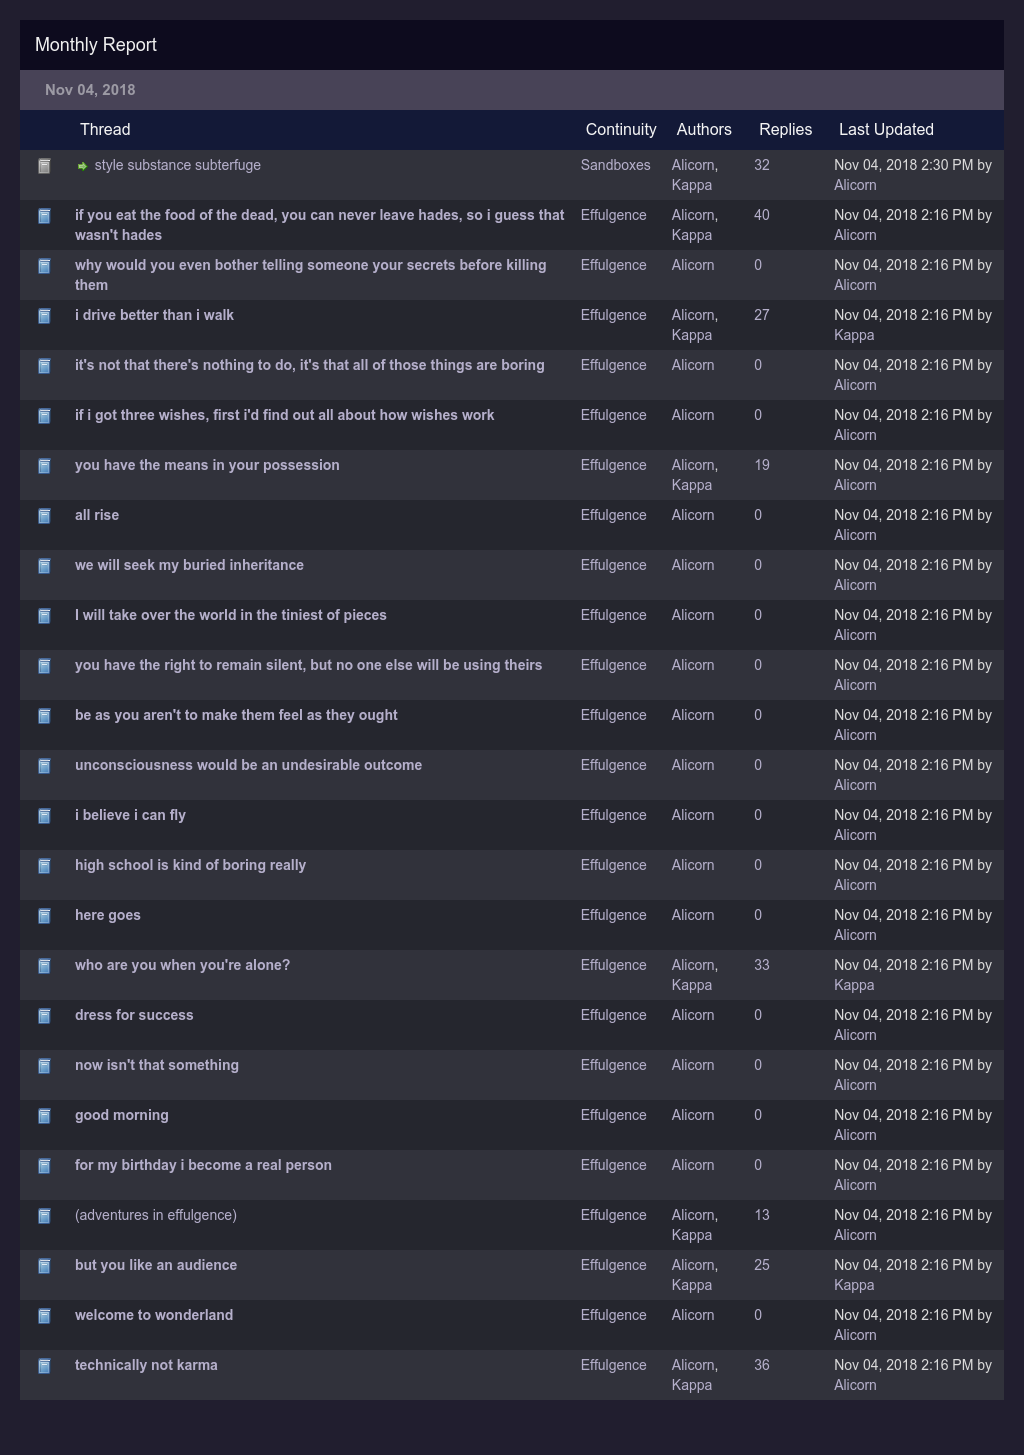 Monthly Report
Nov 04, 2018
Thread Continuity Authors Replies Last Updated
style substance subterfuge Sandboxes Alicorn, 32 Nov 04, 2018 2:30 PM by
Kappa Alicorn
if you eat the food of the dead, you can never leave hades, so i guess that Effulgence Alicorn, 40 Nov 04, 2018 2:16 PM by
wasn't hades Kappa Alicorn
why would you even bother telling someone your secrets before killing Effulgence Alicorn 0 Nov 04, 2018 2:16 PM by
them Alicorn
i drive better than i walk Effulgence Alicorn, 27 Nov 04, 2018 2:16 PM by
Kappa Kappa
it's not that there's nothing to do, it's that all of those things are boring Effulgence Alicorn 0 Nov 04, 2018 2:16 PM by
Alicorn
if i got three wishes, first i'd find out all about how wishes work Effulgence Alicorn 0 Nov 04, 2018 2:16 PM by
Alicorn
you have the means in your possession Effulgence Alicorn, 19 Nov 04, 2018 2:16 PM by
Kappa Alicorn
all rise Effulgence Alicorn 0 Nov 04, 2018 2:16 PM by
Alicorn
we will seek my buried inheritance Effulgence Alicorn 0 Nov 04, 2018 2:16 PM by
Alicorn
I will take over the world in the tiniest of pieces Effulgence Alicorn 0 Nov 04, 2018 2:16 PM by
Alicorn
you have the right to remain silent, but no one else will be using theirs Effulgence Alicorn 0 Nov 04, 2018 2:16 PM by
Alicorn
be as you aren't to make them feel as they ought Effulgence Alicorn 0 Nov 04, 2018 2:16 PM by
Alicorn
unconsciousness would be an undesirable outcome Effulgence Alicorn 0 Nov 04, 2018 2:16 PM by
Alicorn
i believe i can fly Effulgence Alicorn 0 Nov 04, 2018 2:16 PM by
Alicorn
high school is kind of boring really Effulgence Alicorn 0 Nov 04, 2018 2:16 PM by
Alicorn
here goes Effulgence Alicorn 0 Nov 04, 2018 2:16 PM by
Alicorn
who are you when you're alone? Effulgence Alicorn, 33 Nov 04, 2018 2:16 PM by
Kappa Kappa
dress for success Effulgence Alicorn 0 Nov 04, 2018 2:16 PM by
Alicorn
now isn't that something Effulgence Alicorn 0 Nov 04, 2018 2:16 PM by
Alicorn
good morning Effulgence Alicorn 0 Nov 04, 2018 2:16 PM by
Alicorn
for my birthday i become a real person Effulgence Alicorn 0 Nov 04, 2018 2:16 PM by
Alicorn
(adventures in effulgence) Effulgence Alicorn, 13 Nov 04, 2018 2:16 PM by
Kappa Alicorn
but you like an audience Effulgence Alicorn, 25 Nov 04, 2018 2:16 PM by
Kappa Kappa
welcome to wonderland Effulgence Alicorn 0 Nov 04, 2018 2:16 PM by
Alicorn
technically not karma Effulgence Alicorn, 36 Nov 04, 2018 2:16 PM by
Kappa Alicorn